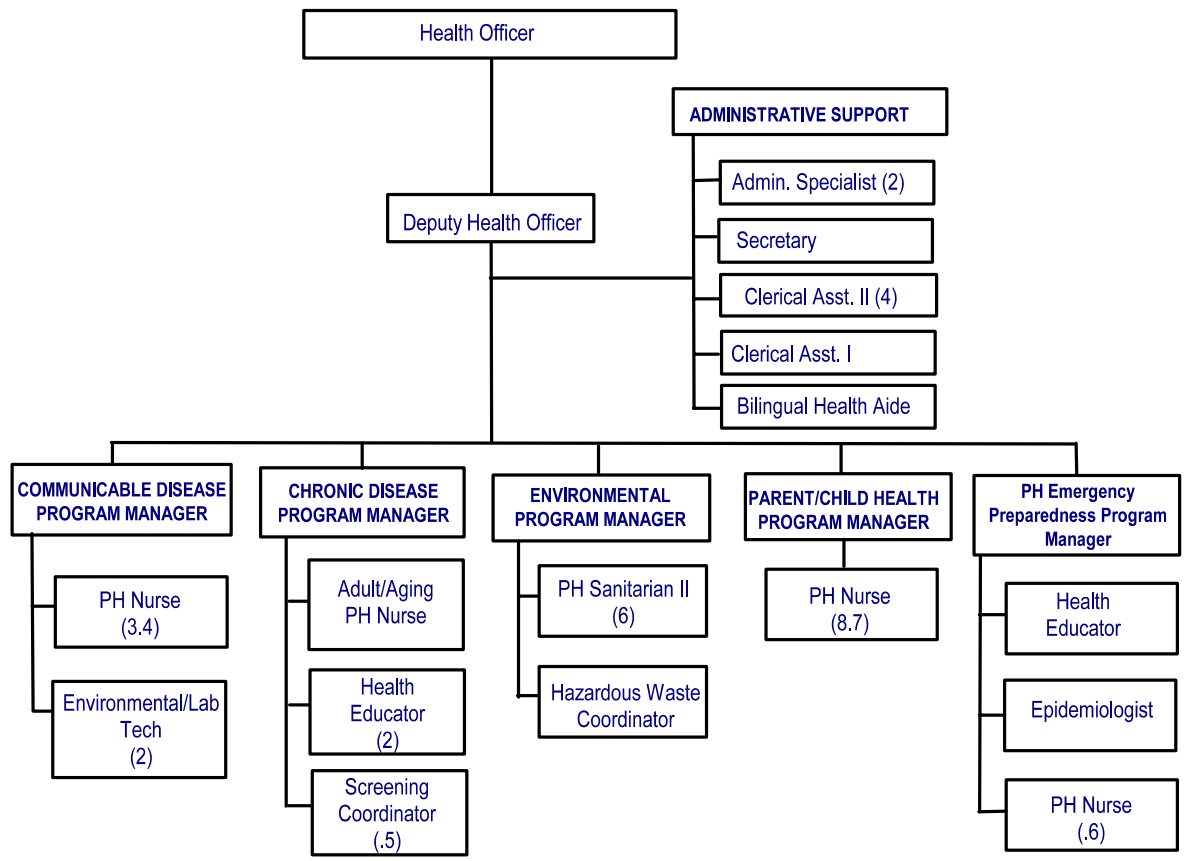 Health Officer
ADMINISTRATIVE SUPPORT
Admin. Specialist (2)
Deputy Health Officer
Secretary
Clerical Asst. II (4)
Clerical Asst. I
Bilingual Health Aide
COMMUNICABLE DISEASE
PROGRAM MANAGER
PH Nurse
(3.4)
Environmental/Lab
Tech
(2)
CHRONIC DISEASE
PROGRAM MANAGER
Adult/Aging
PH Nurse
Health
Educator
(2)
Screening
Coordinator
(.5)
ENVIRONMENTAL
PROGRAM MANAGER
PH Sanitarian II
(6)
Hazardous Waste
Coordinator
PARENT/CHILD HEALTH
PROGRAM MANAGER
PH Nurse
(8.7)
PH Emergency
Preparedness Program
Manager
Health
Educator
Epidemiologist
PH Nurse
(.6)